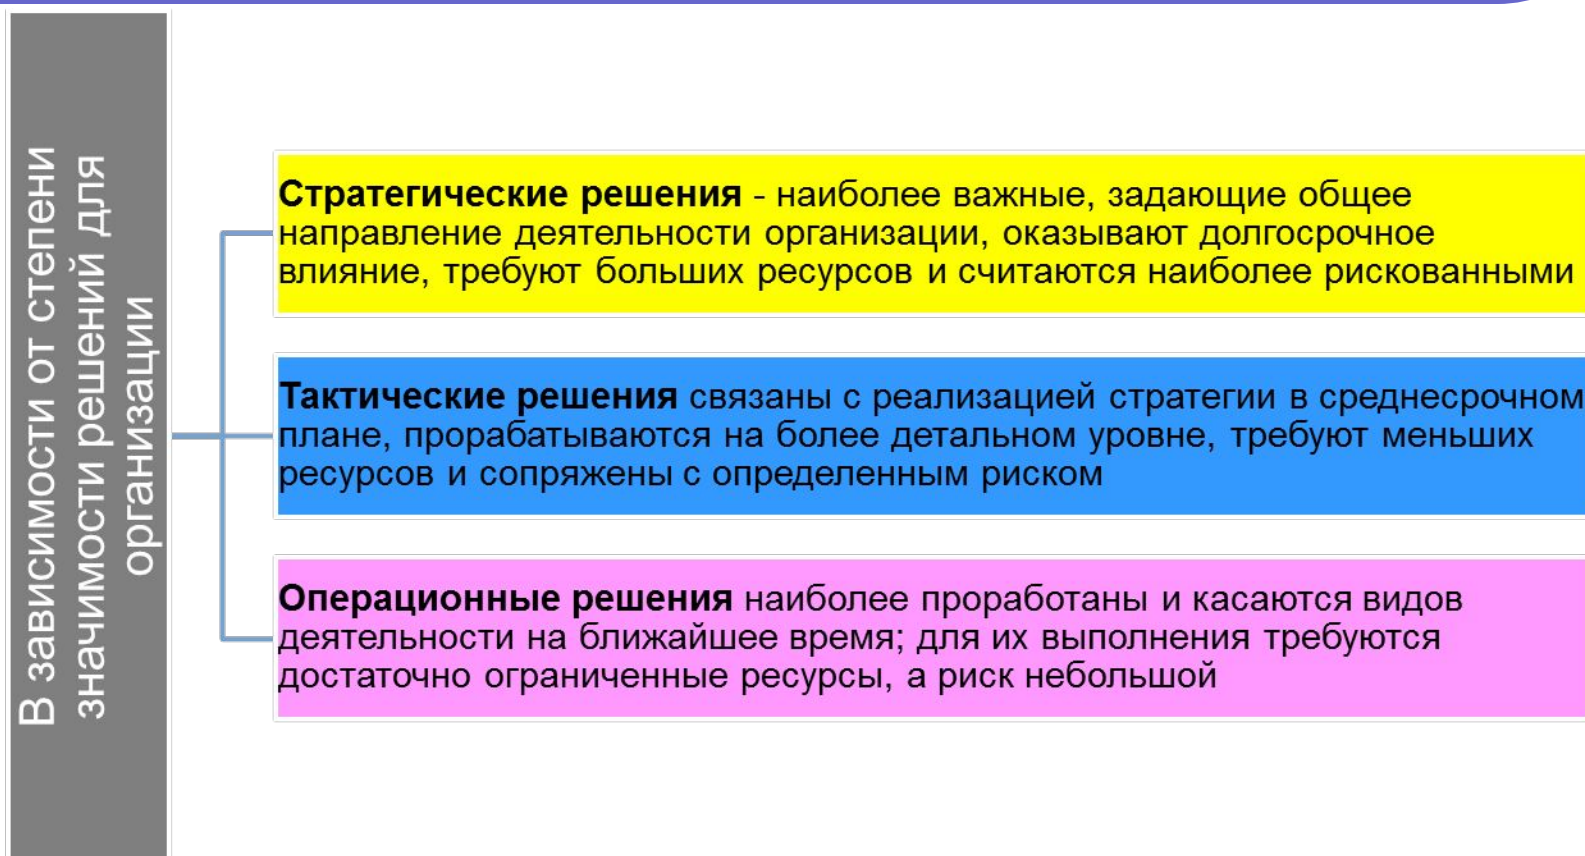 В зависимости от степени
значимости решений для
организации
Стратегические решения - наиболее важные, задающие общее
направление деятельности организации, оказывают долгосрочное
влияние, требуют больших ресурсов и считаются наиболее рискованными
Тактические решения связаны с реализацией стратегии в среднесрочном
плане, прорабатываются на более детальном уровне, требуют меньших
ресурсов и сопряжены с определенным риском
Операционные решения наиболее проработаны и касаются видов
деятельности на ближайшее время; для их выполнения требуются
достаточно ограниченные ресурсы, а риск небольшой